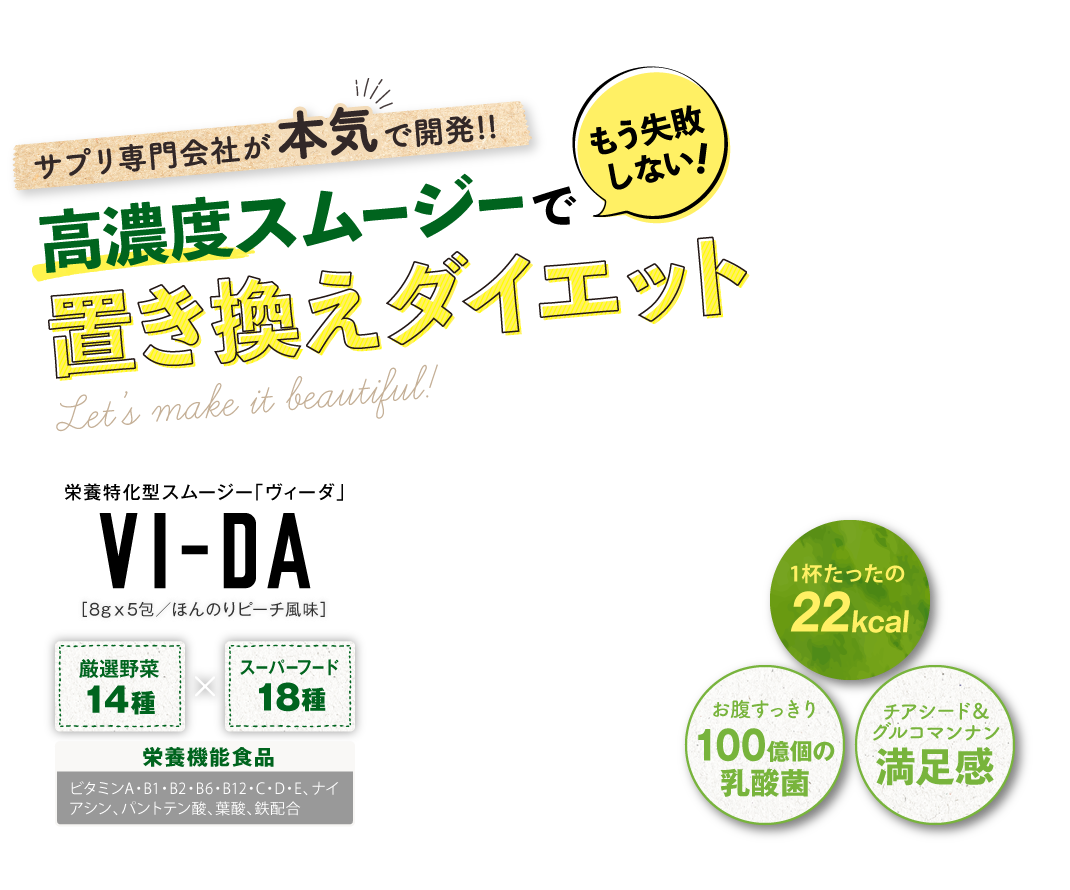 サプリ専門会社が本気で開発!!
もう失敗
しない!
高濃度スムージーで
置き換えダイエット
Let's make it beautiful!
栄養特化型スムージー「ヴィーダ」
VI-DA
[8g×5包／ほんのりピーチ風味]
厳選野菜
14種
×
スーパーフード
18種
栄養機能食品
ビタミンA・B1・B2・B6・B12・C・D・E、ナイ
アシン、パントテン酸、葉酸、鉄配合
1杯たったの
22kcal
お腹すっきり
100億個の
乳酸菌
チアシード&
グルコマンナン
満足感